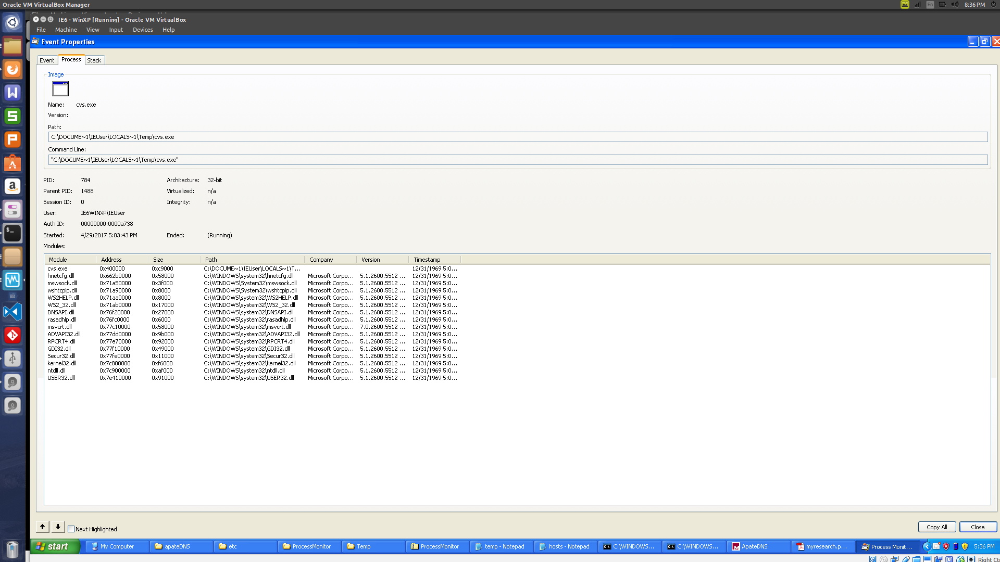 Oracle VM VirtualBox Manager
En 8:36 PM
IE6 - WinXP [Running] - Oracle VM VirtualBox
File Machine View Input Devices Help
Event Properties
Event Process Stack
Image
Name: cvs.exe
Version:
Path:
C:\DOCUME~1\IEUser\LOCALS~1\Temp\cvs.exe
Command Line:
"C:\DOCUME~1\IEUser\LOCALS~1\Temp\cvs.exe"
PID: 784 Architecture: 32-bit
Parent PID: 1488 Virtualized: n/a
Session ID: 0 Integrity: n/a
User: IE6WINXP\IEUser
Auth ID: 00000000:0000a738
Started: 4/29/2017 5:03:43 PM Ended: (Running)
Modules:
Module Address Size Path Company Version Timestamp
cvs.exe 0x400000 0xc9000 C:\DOCUME~1\IEUser\LOCALS~1\T... 12/31/1969 5:0...
hnetcfg.dll 0x662b0000 0x58000 C:\WINDOWS\system32\hnetcfg.dll Microsoft Corpo... 5.1.2600.5512 ... 12/31/1969 5:0...
mswsock.dll 0x71a50000 0x3f000 C:\WINDOWS\System32\mswsock.dll Microsoft Corpo... 5.1.2600.5512 ... 12/31/1969 5:0...
wshtcpip.dll 0x71a90000 0x8000 C:\WINDOWS\System32\wshtcpip.dll Microsoft Corpo... 5.1.2600.5512 ... 12/31/1969 5:0...
WS2HELP.dll 0x71aa0000 0x8000 C:\WINDOWS\system32\WS2HELP.dll Microsoft Corpo... 5.1.2600.5512 ... 12/31/1969 5:0...
WS2_32.dll 0x71ab0000 0x17000 C:\WINDOWS\system32\WS2_32.dll Microsoft Corpo... 5.1.2600.5512 ... 12/31/1969 5:0...
DNSAPI.dll 0x76f20000 0x27000 C:\WINDOWS\system32\DNSAPI.dll Microsoft Corpo... 5.1.2600.5512 ... 12/31/1969 5:0...
rasadhlp.dll 0x76fc0000 0x6000 C:\WINDOWS\system32\rasadhlp.dll Microsoft Corpo... 5.1.2600.5512 ... 12/31/1969 5:0...
msvcrt.dll 0x77c10000 0x58000 C:\WINDOWS\system32\msvcrt.dll Microsoft Corpo... 7.0.2600.5512 ... 12/31/1969 5:0...
ADVAPI32.dll 0x77dd0000 0x9b000 C:\WINDOWS\system32\ADVAPI32.dll Microsoft Corpo... 5.1.2600.5512 ... 12/31/1969 5:0...
RPCRT4.dll 0x77e70000 0x92000 C:\WINDOWS\system32\RPCRT4.dll Microsoft Corpo... 5.1.2600.5512 ... 12/31/1969 5:0...
GDI32.dll 0x77f10000 0x49000 C:\WINDOWS\system32\GDI32.dll Microsoft Corpo... 5.1.2600.5512 ... 12/31/1969 5:0...
Secur32.dll 0x77fe0000 0x11000 C:\WINDOWS\system32\Secur32.dll Microsoft Corpo... 5.1.2600.5512 ... 12/31/1969 5:0...
kernel32.dll 0x7c800000 0xf6000 C:\WINDOWS\system32\kernel32.dll Microsoft Corpo... 5.1.2600.5512 ... 12/31/1969 5:0...
ntdll.dll 0x7c900000 0xaf000 C:\WINDOWS\system32\ntdll.dll Microsoft Corpo... 5.1.2600.5512 ... 12/31/1969 5:0...
USER32.dll 0x7e410000 0x91000 C:\WINDOWS\system32\USER32.dll Microsoft Corpo... 5.1.2600.5512 ... 12/31/1969 5:0...
Next Highlighted Copy All Close
start My Computer apateDNS etc ProcessMonitor Temp ProcessMonitor temp - Notepad hosts - Notepad C:\WINDOWS... C:\WINDOWS... ApateDNS myresearch.p... Process Monit... 5:36 PM
Right Ct